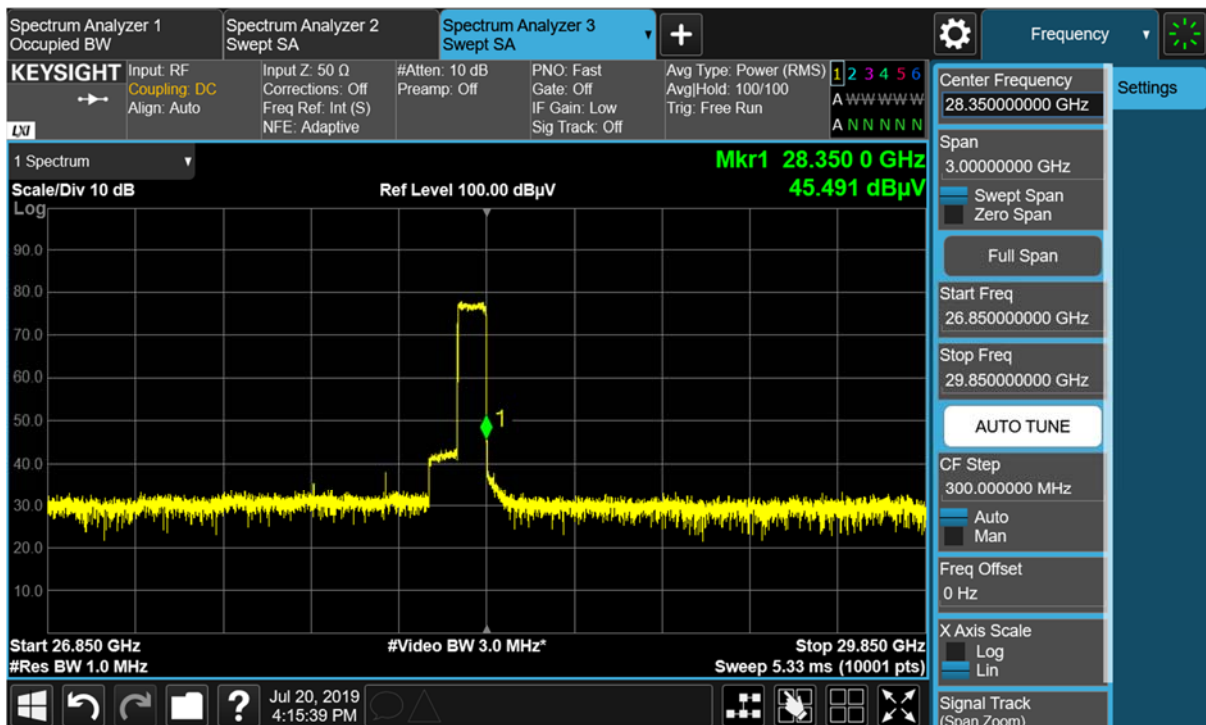 Spectrum Analyzer 1
Occupied BW
Spectrum Analyzer 2
Swept SA
Spectrum Analyzer 3
Swept SA
Frequency
KEYSIGHT
LXI
Input: RF
Coupling: DC
Align: Auto
Input Z: 50 Ω
Corrections: Off
Freq Ref: Int (S)
NFE: Adaptive
#Atten: 10 dB
Preamp: Off
PNO: Fast
Gate: Off
IF Gain: Low
Sig Track: Off
Avg Type: Power (RMS)
Avg|Hold: 100/100
Trig: Free Run
1 2 3 4 5 6
A W W W W W
A N N N N N
1 Spectrum
Scale/Div 10 dB
Ref Level 100.00 dBµV
Mkr1 28.350 0 GHz
45.491 dBµV
Log
90.0
80.0
70.0
60.0
50.0
40.0
30.0
20.0
10.0
1
Start 26.850 GHz
#Res BW 1.0 MHz
#Video BW 3.0 MHz*
Stop 29.850 GHz
Sweep 5.33 ms (10001 pts)
Center Frequency
28.350000000 GHz
Span
3.00000000 GHz
Swept Span
Zero Span
Full Span
Start Freq
26.850000000 GHz
Stop Freq
29.850000000 GHz
AUTO TUNE
CF Step
300.000000 MHz
Auto
Man
Freq Offset
0 Hz
X Axis Scale
Log
Lin
Signal Track
(Span Zoom)
Settings
?
Jul 20, 2019
4:15:39 PM